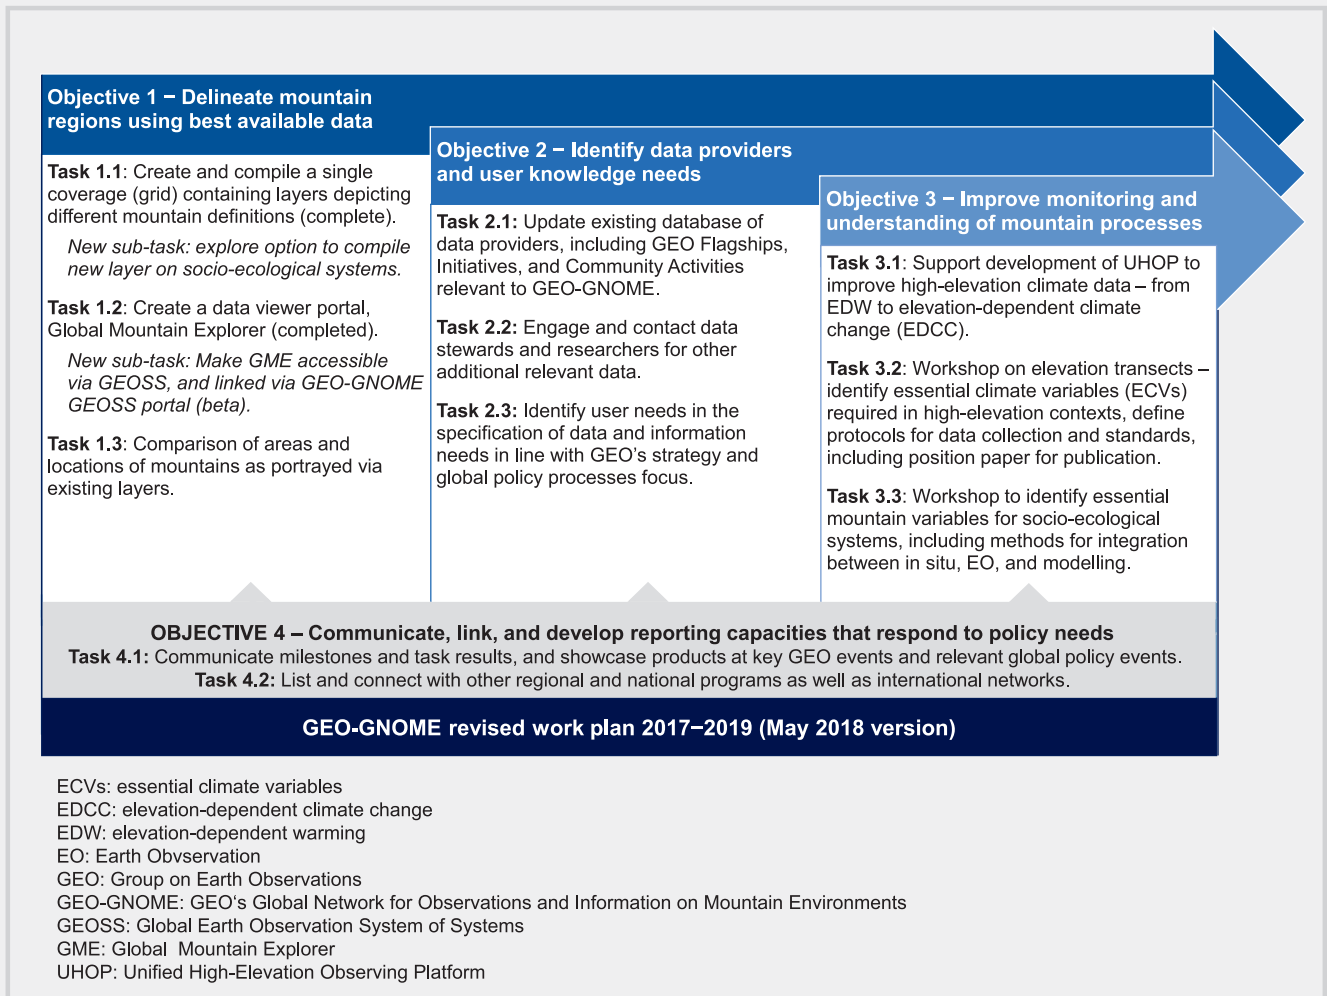 Objective 1 – Delineate mountain
regions using best available data
Task 1.1: Create and compile a single
coverage (grid) containing layers depicting
different mountain definitions (complete).
New sub-task: explore option to compile
new layer on socio-ecological systems.
Task 1.2: Create a data viewer portal,
Global Mountain Explorer (completed).
New sub-task: Make GME accessible
via GEOSS, and linked via GEO-GNOME
GEOSS portal (beta).
Task 1.3: Comparison of areas and
locations of mountains as portrayed via
existing layers.
Objective 2 – Identify data providers
and user knowledge needs
Task 2.1: Update existing database of
data providers, including GEO Flagships,
Initiatives, and Community Activities
relevant to GEO-GNOME.
Task 2.2: Engage and contact data
stewards and researchers for other
additional relevant data.
Task 2.3: Identify user needs in the
specification of data and information
needs in line with GEO’s strategy and
global policy processes focus.
Objective 3 – Improve monitoring and
understanding of mountain processes
Task 3.1: Support development of UHOP to
improve high-elevation climate data – from
EDW to elevation-dependent climate
change (EDCC).
Task 3.2: Workshop on elevation transects –
identify essential climate variables (ECVs)
required in high-elevation contexts, define
protocols for data collection and standards,
including position paper for publication.
Task 3.3: Workshop to identify essential
mountain variables for socio-ecological
systems, including methods for integration
between in situ, EO, and modelling.
OBJECTIVE 4 – Communicate, link, and develop reporting capacities that respond to policy needs
Task 4.1: Communicate milestones and task results, and showcase products at key GEO events and relevant global policy events.
Task 4.2: List and connect with other regional and national programs as well as international networks.
GEO-GNOME revised work plan 2017–2019 (May 2018 version)
ECVs: essential climate variables
EDCC: elevation-dependent climate change
EDW: elevation-dependent warming
EO: Earth Obvservation
GEO: Group on Earth Observations
GEO-GNOME: GEO‘s Global Network for Observations and Information on Mountain Environments
GEOSS: Global Earth Observation System of Systems
GME: Global  Mountain Explorer
UHOP: Unified High-Elevation Observing Platform